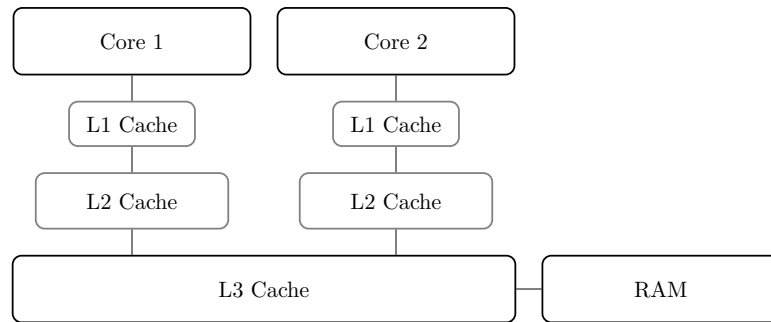 Core 1
Core 2
L1 Cache
L1 Cache
L2 Cache
L2 Cache
L3 Cache
RAM